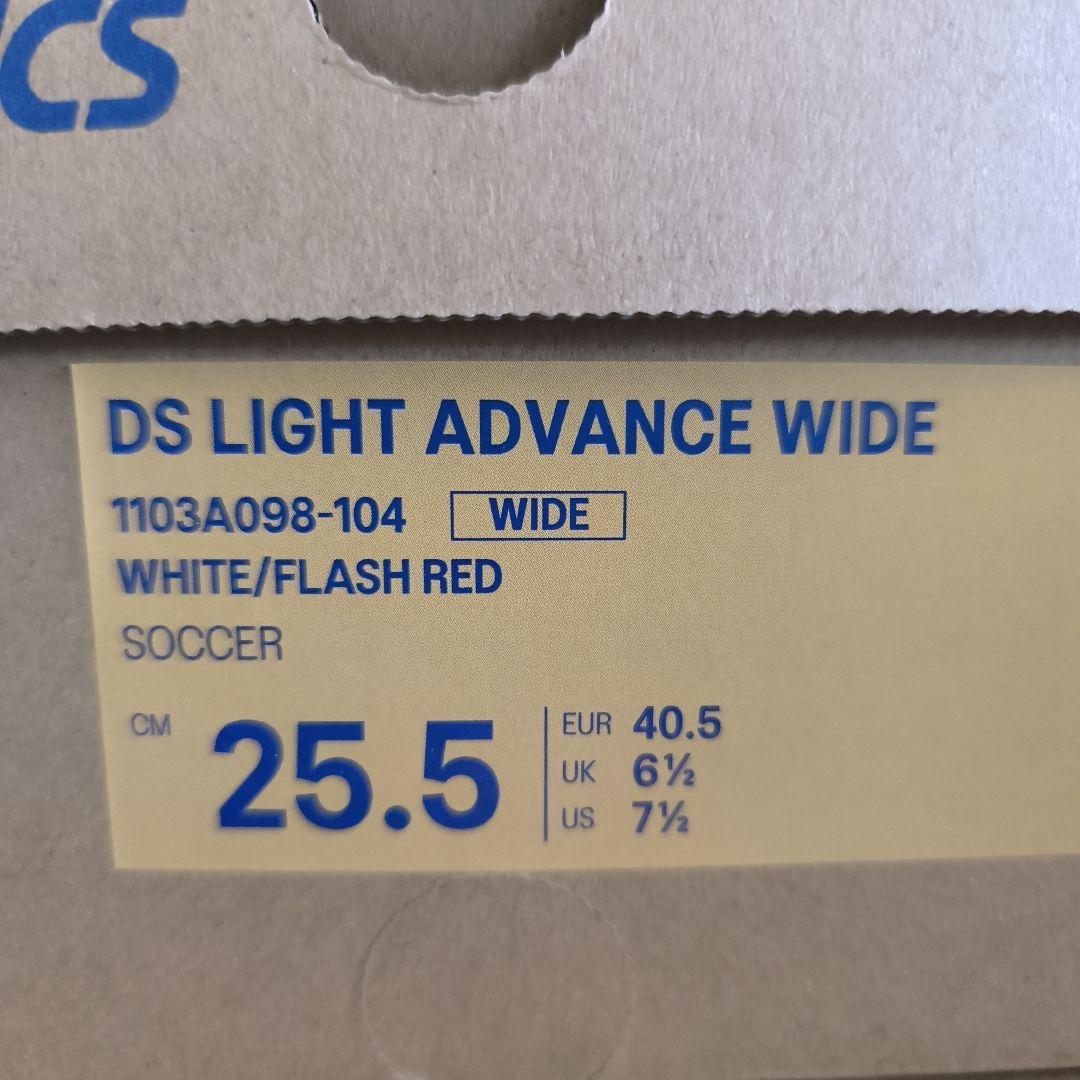 ICS
DS LIGHT ADVANCE WIDE
1103A098-104 WIDE
WHITE/FLASH RED
SOCCER
CM 25.5
EUR 40.5
UK 6½
US 7½